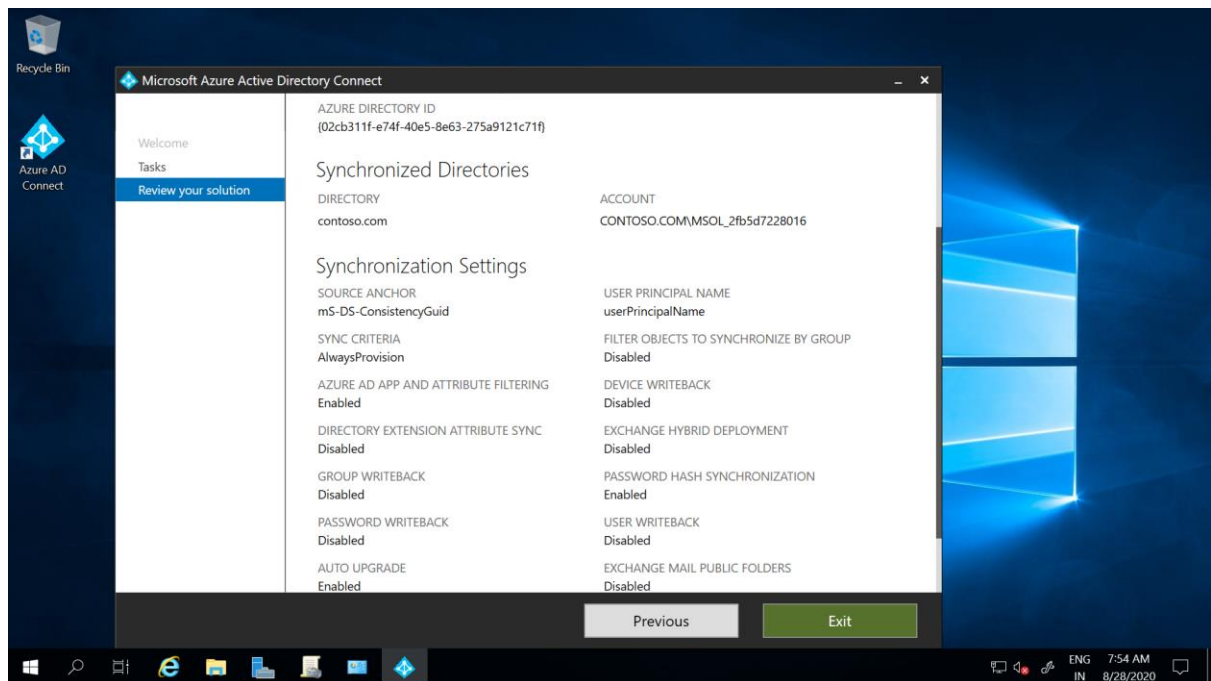 Recycle Bin
Azure AD
Connect
Microsoft Azure Active Directory Connect
Welcome
Tasks
Review your solution
AZURE DIRECTORY ID
{02cb311f-e74f-40e5-8e63-275a9121c71f}
Synchronized Directories
DIRECTORY ACCOUNT
contoso.com CONTOSO.COM\MSOL_2fb5d7228016
Synchronization Settings
SOURCE ANCHOR USER PRINCIPAL NAME
mS-DS-ConsistencyGuid userPrincipalName
SYNC CRITERIA FILTER OBJECTS TO SYNCHRONIZE BY GROUP
AlwaysProvision Disabled
AZURE AD APP AND ATTRIBUTE FILTERING DEVICE WRITEBACK
Enabled Disabled
DIRECTORY EXTENSION ATTRIBUTE SYNC EXCHANGE HYBRID DEPLOYMENT
Disabled Disabled
GROUP WRITEBACK PASSWORD HASH SYNCHRONIZATION
Disabled Enabled
PASSWORD WRITEBACK USER WRITEBACK
Disabled Disabled
AUTO UPGRADE EXCHANGE MAIL PUBLIC FOLDERS
Enabled Disabled
Previous Exit
ENG 7:54 AM
IN 8/28/2020